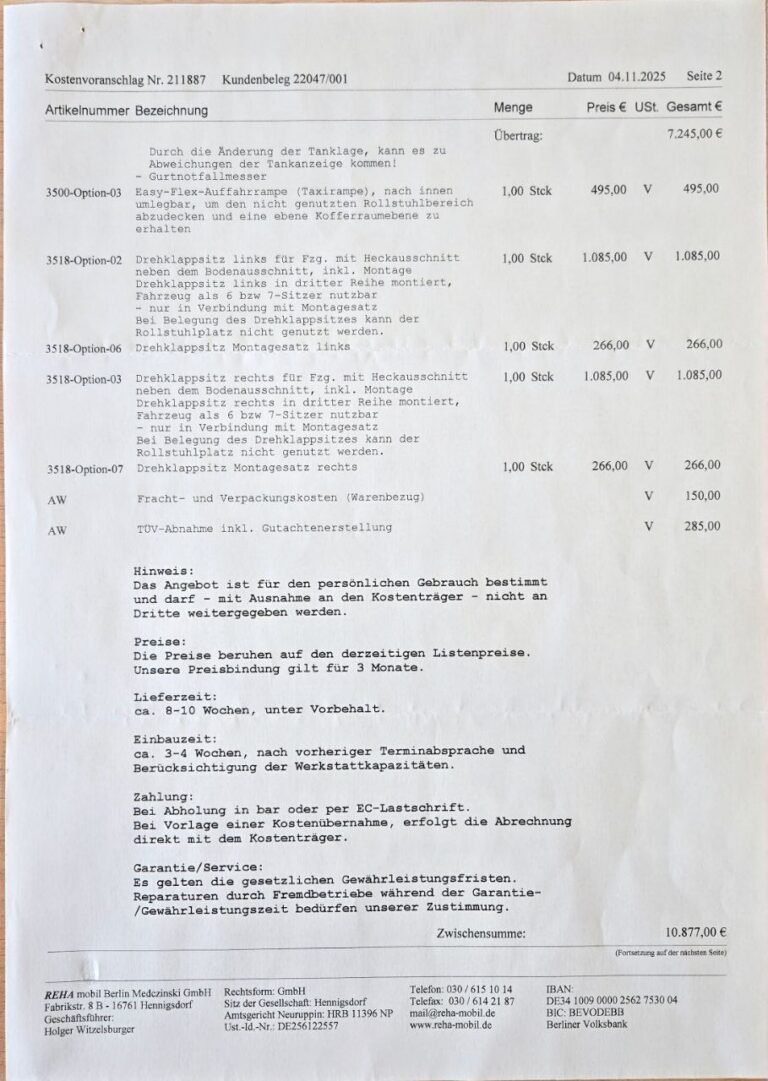 Kostenvoranschlag Nr. 211887 Kundenbeleg 22047/001 Datum 04.11.2025 Seite 2
Artikelnummer Bezeichnung Menge Preis € USt. Gesamt €
Übertrag: 7.245,00 €
Durch die Änderung der Tanklage, kann es zu
Abweichungen der Tankanzeige kommen!
- Gurtnotfallmesser
3500-Option-03 Easy-Flex-Auffahrrampe (Taxirampe), nach innen 1,00 Stck 495,00 V 495,00
umlegbar, um den nicht genutzten Rollstuhlbereich
abzudecken und eine ebene Kofferraumebene zu
erhalten
3518-Option-02 Drehklappsitz links für Fzg. mit Heckausschnitt 1,00 Stck 1.085,00 V 1.085,00
neben dem Bodenausschnitt, inkl. Montage
Drehklappsitz links in dritter Reihe montiert,
Fahrzeug als 6 bzw 7-Sitzer nutzbar
- nur in Verbindung mit Montagesatz
Bei Belegung des Drehklappsitzes kann der
Rollstuhlplatz nicht genutzt werden.
3518-Option-06 Drehklappsitz Montagesatz links 1,00 Stck 266,00 V 266,00
3518-Option-03 Drehklappsitz rechts für Fzg. mit Heckausschnitt 1,00 Stck 1.085,00 V 1.085,00
neben dem Bodenausschnitt, inkl. Montage
Drehklappsitz rechts in dritter Reihe montiert,
Fahrzeug als 6 bzw 7-Sitzer nutzbar
- nur in Verbindung mit Montagesatz
Bei Belegung des Drehklappsitzes kann der
Rollstuhlplatz nicht genutzt werden.
3518-Option-07 Drehklappsitz Montagesatz rechts 1,00 Stck 266,00 V 266,00
AW Fracht- und Verpackungskosten (Warenbezug) V 150,00
AW TÜV-Abnahme inkl. Gutachtenerstellung V 285,00
Hinweis:
Das Angebot ist für den persönlichen Gebrauch bestimmt
und darf - mit Ausnahme an den Kostenträger - nicht an
Dritte weitergegeben werden.
Preise:
Die Preise beruhen auf den derzeitigen Listenpreise.
Unsere Preisbindung gilt für 3 Monate.
Lieferzeit:
ca. 8-10 Wochen, unter Vorbehalt.
Einbauzeit:
ca. 3-4 Wochen, nach vorheriger Terminabsprache und
Berücksichtigung der Werkstattkapazitäten.
Zahlung:
Bei Abholung in bar oder per EC-Lastschrift.
Bei Vorlage einer Kostenübernahme, erfolgt die Abrechnung
direkt mit dem Kostenträger.
Garantie/Service:
Es gelten die gesetzlichen Gewährleistungsfristen.
Reparaturen durch Fremdbetriebe während der Garantie-
/Gewährleistungszeit bedürfen unserer Zustimmung.
Zwischensumme: 10.877,00 €
(Fortsetzung auf der nächsten Seite)
REHA mobil Berlin Medczinski GmbH
Fabrikstr. 8 B - 16761 Hennigsdorf
Geschäftsführer:
Holger Witzelsburger
Rechtsform: GmbH
Sitz der Gesellschaft: Hennigsdorf
Amtsgericht Neuruppin: HRB 11396 NP
Ust.-Id.-Nr.: DE256122557
Telefon: 030 / 615 10 14
Telefax: 030 / 614 21 87
mail@reha-mobil.de
www.reha-mobil.de
IBAN:
DE34 1009 0000 2562 7530 04
BIC: BEVODEBB
Berliner Volksbank